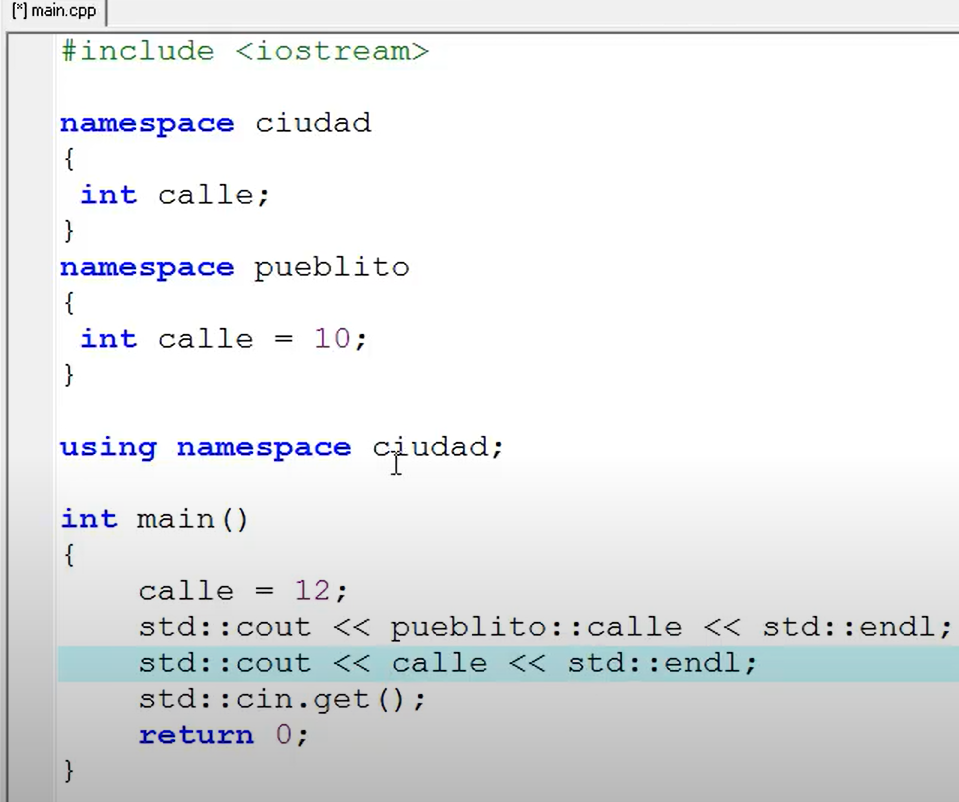 [*] main.cpp
#include <iostream>
namespace ciudad
{
int calle;
}
namespace pueblito
{
int calle = 10;
}
using namespace ciudad;
int main()
{
calle = 12;
std::cout << pueblito::calle << std::endl;
std::cout << calle << std::endl;
std::cin.get();
return 0;
}